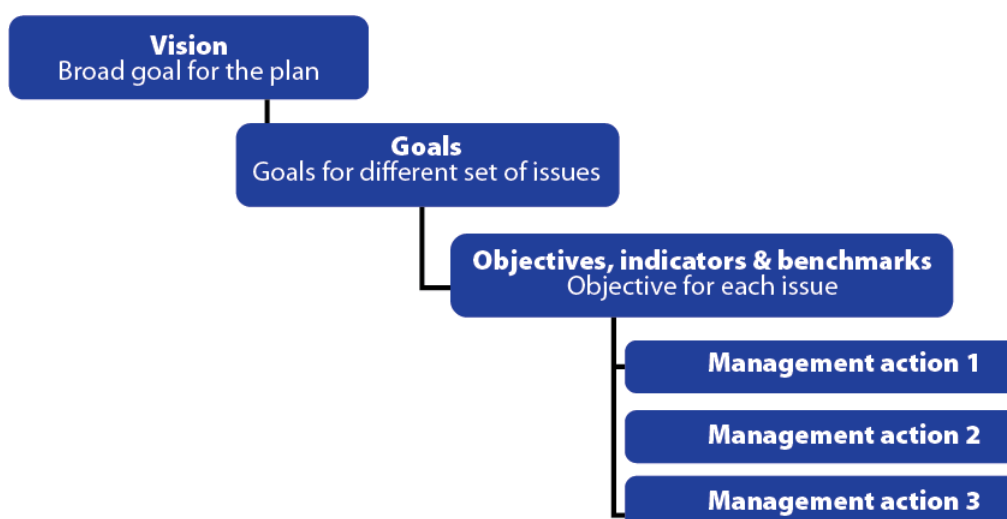 Vision
Broad goal for the plan
Goals
Goals for different set of issues
Objectives, indicators & benchmarks
Objective for each issue
Management action 1
Management action 2
Management action 3